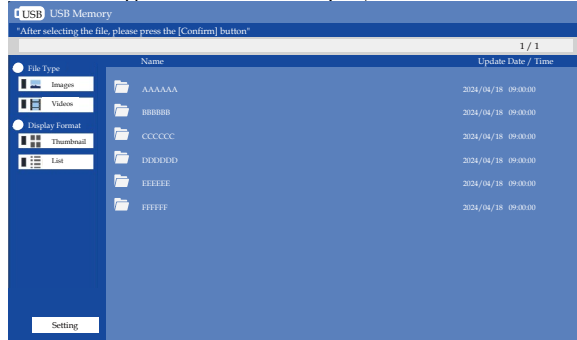 USB USB Memory
"After selecting the file, please press the [Confirm] button"
1 / 1
Name Update Date / Time
File Type
Images
Videos
Display Format
Thumbnail
List
AAAAAA 2024/04/18 09:00:00
BBBBBB 2024/04/18 09:00:00
CCCCCC 2024/04/18 09:00:00
DDDDDD 2024/04/18 09:00:00
EEEEEE 2024/04/18 09:00:00
FFFFFF 2024/04/18 09:00:00
Setting